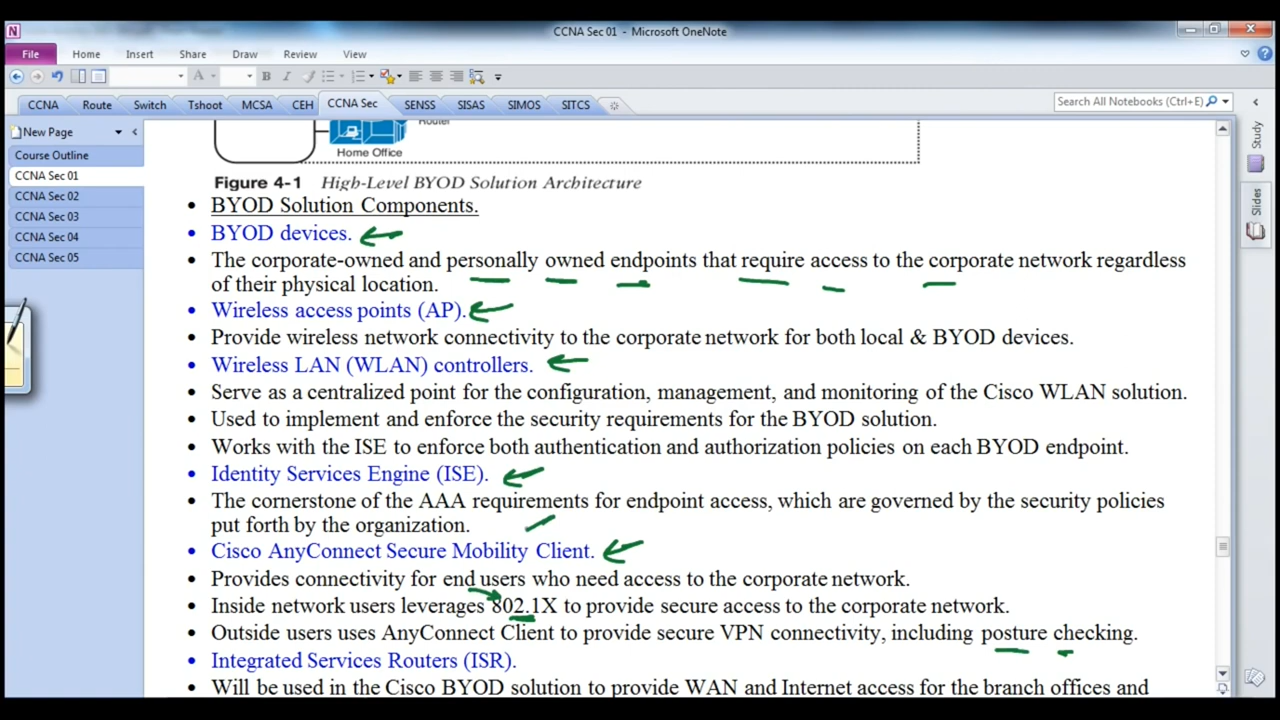 CCNA Sec 01 - Microsoft OneNote
File Home Insert Share Draw Review View
CCNA Route Switch Tshoot MCSA CEH CCNA Sec SENSS SISAS SIMOS SITCS
Search All Notebooks (Ctrl+E)
New Page
Course Outline
CCNA Sec 01
CCNA Sec 02
CCNA Sec 03
CCNA Sec 04
CCNA Sec 05
Study
Slides
Router
Home Office
Figure 4-1 High-Level BYOD Solution Architecture
• BYOD Solution Components.
• BYOD devices.
• The corporate-owned and personally owned endpoints that require access to the corporate network regardless
of their physical location.
• Wireless access points (AP).
• Provide wireless network connectivity to the corporate network for both local & BYOD devices.
• Wireless LAN (WLAN) controllers.
• Serve as a centralized point for the configuration, management, and monitoring of the Cisco WLAN solution.
• Used to implement and enforce the security requirements for the BYOD solution.
• Works with the ISE to enforce both authentication and authorization policies on each BYOD endpoint.
• Identity Services Engine (ISE).
• The cornerstone of the AAA requirements for endpoint access, which are governed by the security policies
put forth by the organization.
• Cisco AnyConnect Secure Mobility Client.
• Provides connectivity for end users who need access to the corporate network.
• Inside network users leverages 802.1X to provide secure access to the corporate network.
• Outside users uses AnyConnect Client to provide secure VPN connectivity, including posture checking.
• Integrated Services Routers (ISR).
• Will be used in the Cisco BYOD solution to provide WAN and Internet access for the branch offices and